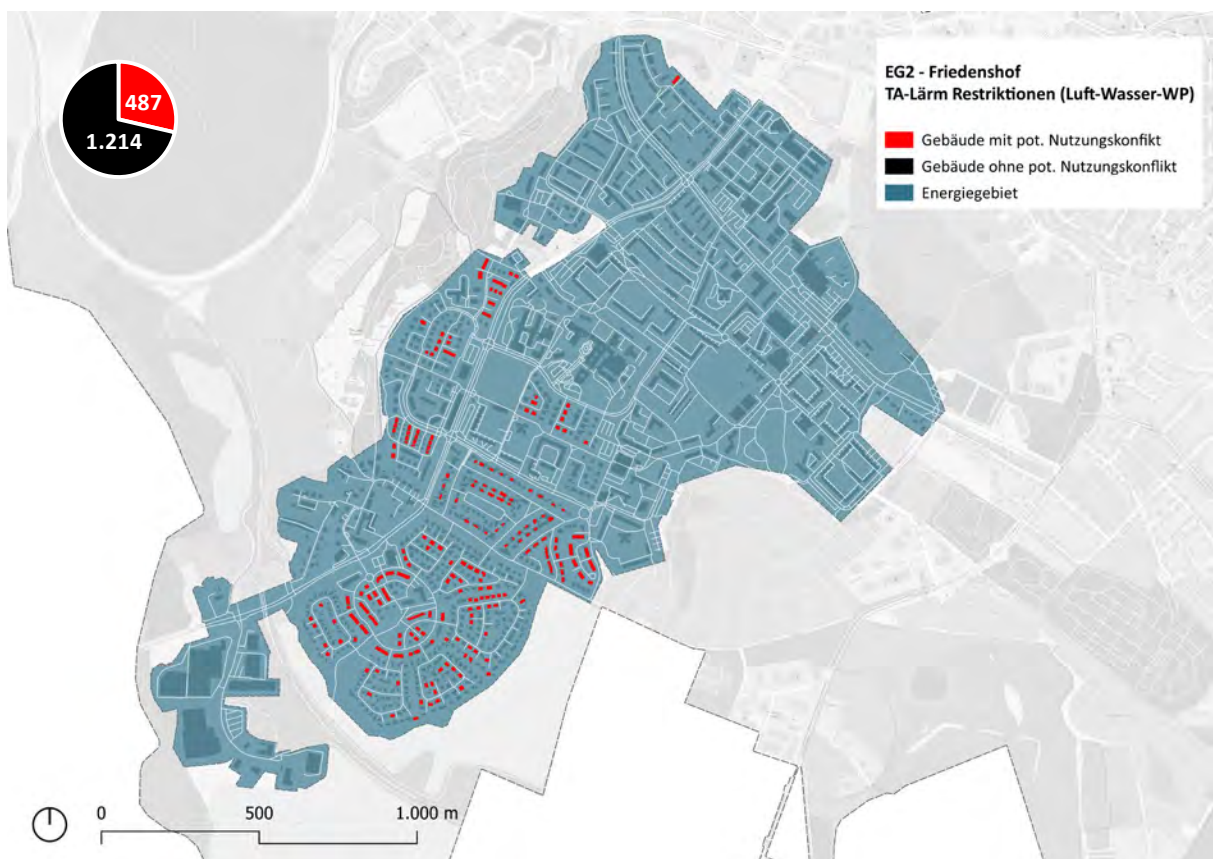 487
1.214
EG2 - Friedenshof
TA-Lärm Restriktionen (Luft-Wasser-WP)
Gebäude mit pot. Nutzungskonfikt
Gebäude ohne pot. Nutzungskonflikt
Energiegebiet
0 500 1.000 m